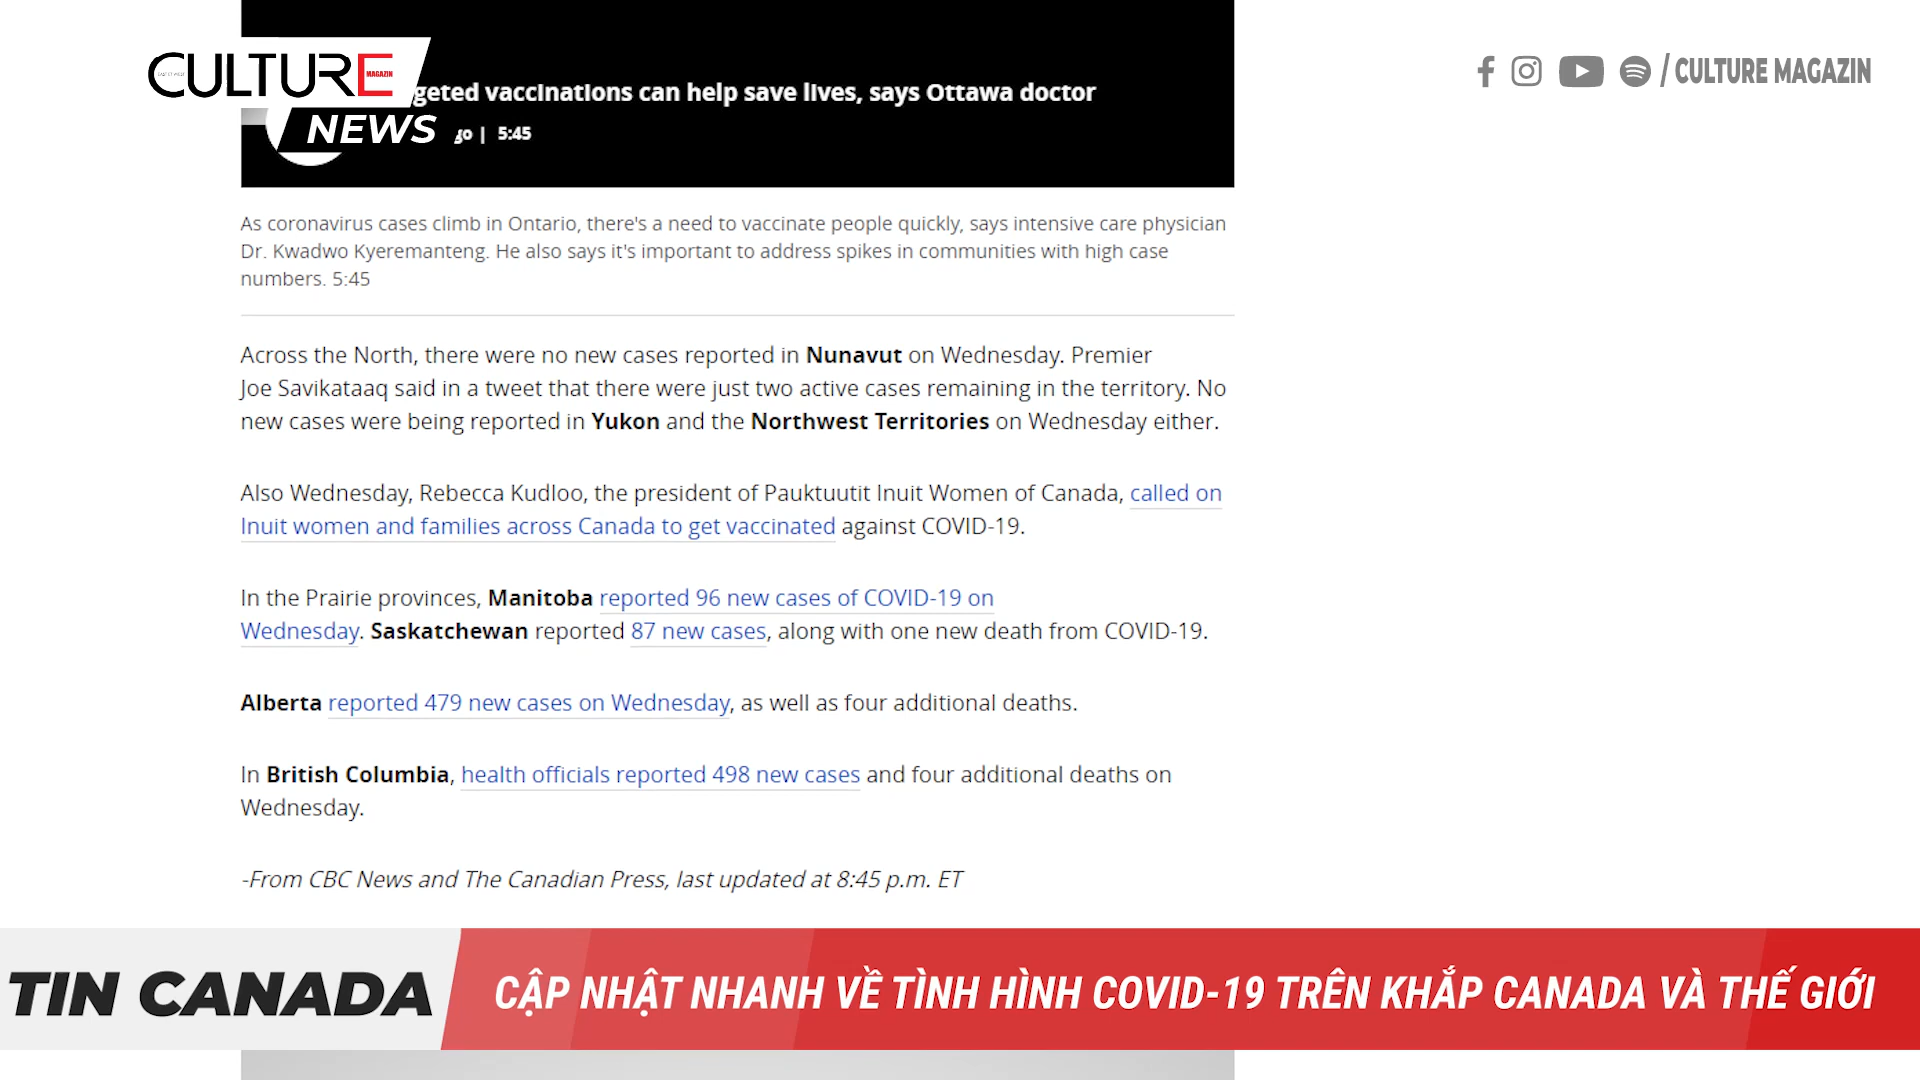 CULTURE
MAGAZIN
NEWS
CULTURE MAGAZIN
geted vaccinations can help save lives, says Ottawa doctor
go | 5:45
As coronavirus cases climb in Ontario, there's a need to vaccinate people quickly, says intensive care physician
Dr. Kwadwo Kyeremanteng. He also says it's important to address spikes in communities with high case
numbers. 5:45
Across the North, there were no new cases reported in Nunavut on Wednesday. Premier
Joe Savikataaq said in a tweet that there were just two active cases remaining in the territory. No
new cases were being reported in Yukon and the Northwest Territories on Wednesday either.
Also Wednesday, Rebecca Kudloo, the president of Pauktuutit Inuit Women of Canada, called on
Inuit women and families across Canada to get vaccinated against COVID-19.
In the Prairie provinces, Manitoba reported 96 new cases of COVID-19 on
Wednesday. Saskatchewan reported 87 new cases, along with one new death from COVID-19.
Alberta reported 479 new cases on Wednesday, as well as four additional deaths.
In British Columbia, health officials reported 498 new cases and four additional deaths on
Wednesday.
-From CBC News and The Canadian Press, last updated at 8:45 p.m. ET
TIN CANADA
CẬP NHẬT NHANH VỀ TÌNH HÌNH COVID-19 TRÊN KHẮP CANADA VÀ THẾ GIỚI